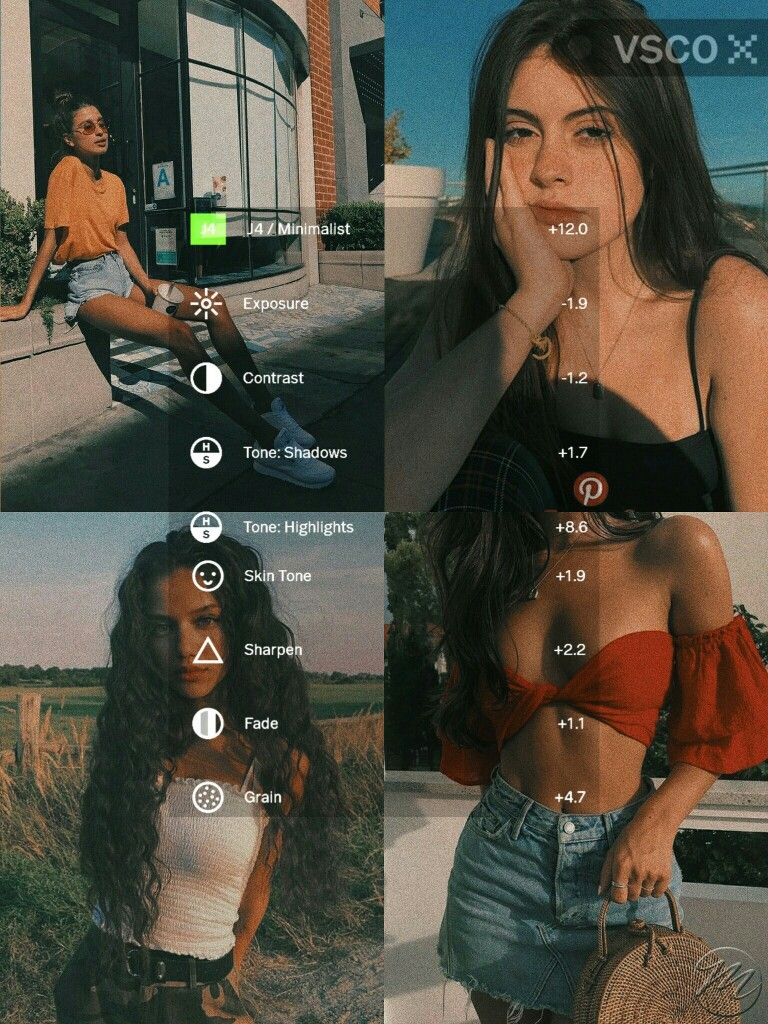 VSCO X
A
J4 J4 / Minimalist +12.0
Exposure -1.9
Contrast -1.2
H S Tone: Shadows +1.7
H S Tone: Highlights +8.6
Skin Tone +1.9
Sharpen +2.2
Fade +1.1
Grain +4.7
M